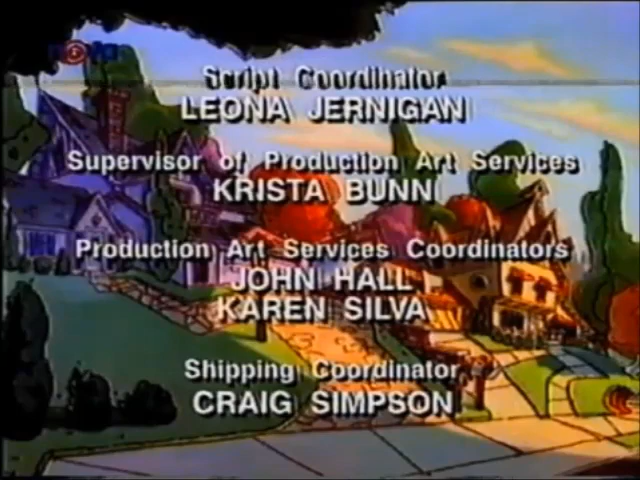 nova
Script Coordinator
LEONA JERNIGAN
Supervisor of Production Art Services
KRISTA BUNN
Production Art Services Coordinators
JOHN HALL
KAREN SILVA
Shipping Coordinator
CRAIG SIMPSON